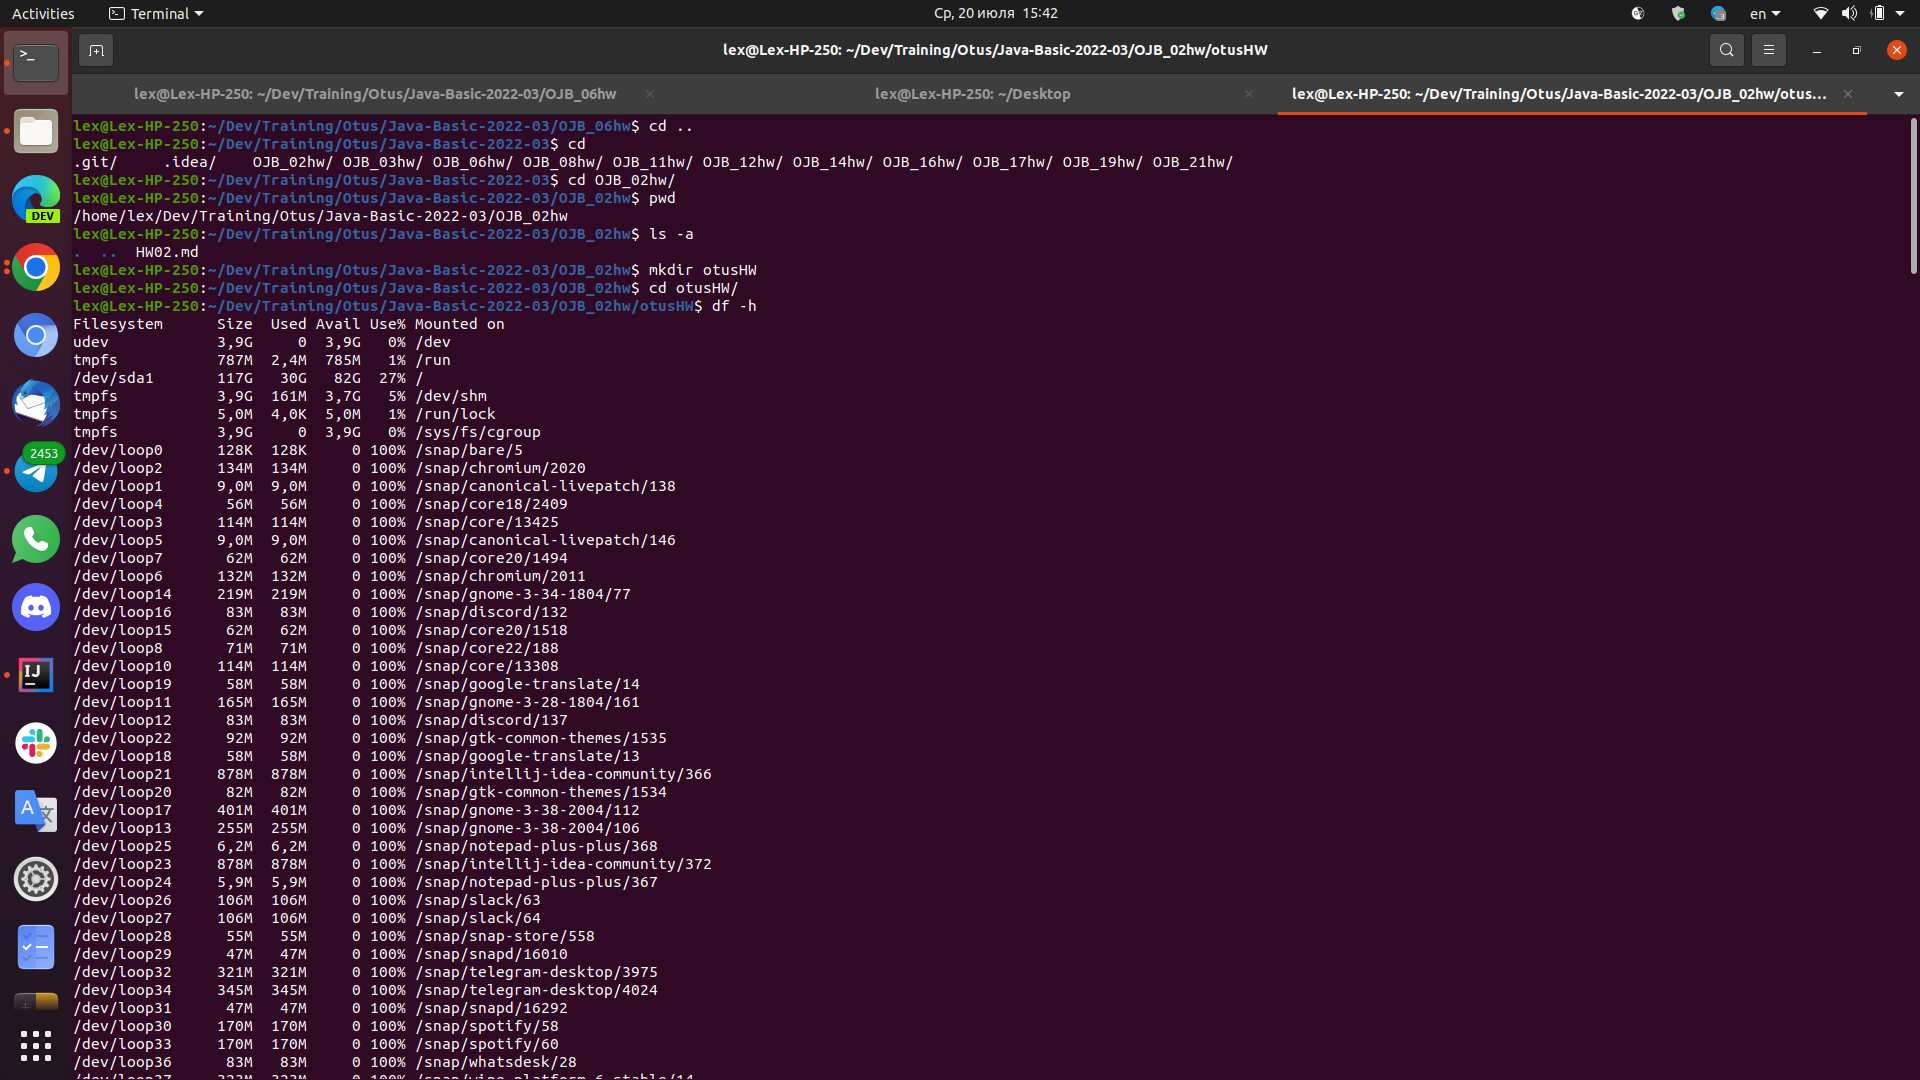 Activities
Terminal
Ср, 20 июля 15:42
en
lex@Lex-HP-250: ~/Dev/Training/Otus/Java-Basic-2022-03/OJB_02hw/otusHW
lex@Lex-HP-250: ~/Dev/Training/Otus/Java-Basic-2022-03/OJB_06hw
lex@Lex-HP-250: ~/Desktop
lex@Lex-HP-250: ~/Dev/Training/Otus/Java-Basic-2022-03/OJB_02hw/otus...
DEV
2453
IJ
lex@Lex-HP-250:~/Dev/Training/Otus/Java-Basic-2022-03/OJB_06hw$ cd ..
lex@Lex-HP-250:~/Dev/Training/Otus/Java-Basic-2022-03$ cd
.git/     .idea/    OJB_02hw/ OJB_03hw/ OJB_06hw/ OJB_08hw/ OJB_11hw/ OJB_12hw/ OJB_14hw/ OJB_16hw/ OJB_17hw/ OJB_19hw/ OJB_21hw/
lex@Lex-HP-250:~/Dev/Training/Otus/Java-Basic-2022-03$ cd OJB_02hw/
lex@Lex-HP-250:~/Dev/Training/Otus/Java-Basic-2022-03/OJB_02hw$ pwd
/home/lex/Dev/Training/Otus/Java-Basic-2022-03/OJB_02hw
lex@Lex-HP-250:~/Dev/Training/Otus/Java-Basic-2022-03/OJB_02hw$ ls -a
.  ..  HW02.md
lex@Lex-HP-250:~/Dev/Training/Otus/Java-Basic-2022-03/OJB_02hw$ mkdir otusHW
lex@Lex-HP-250:~/Dev/Training/Otus/Java-Basic-2022-03/OJB_02hw$ cd otusHW/
lex@Lex-HP-250:~/Dev/Training/Otus/Java-Basic-2022-03/OJB_02hw/otusHW$ df -h
Filesystem      Size  Used Avail Use% Mounted on
udev            3,9G     0  3,9G   0% /dev
tmpfs           787M  2,4M  785M   1% /run
/dev/sda1       117G   30G   82G  27% /
tmpfs           3,9G  161M  3,7G   5% /dev/shm
tmpfs           5,0M  4,0K  5,0M   1% /run/lock
tmpfs           3,9G     0  3,9G   0% /sys/fs/cgroup
/dev/loop0      128K  128K     0 100% /snap/bare/5
/dev/loop2      134M  134M     0 100% /snap/chromium/2020
/dev/loop1      9,0M  9,0M     0 100% /snap/canonical-livepatch/138
/dev/loop4       56M   56M     0 100% /snap/core18/2409
/dev/loop3      114M  114M     0 100% /snap/core/13425
/dev/loop5      9,0M  9,0M     0 100% /snap/canonical-livepatch/146
/dev/loop7       62M   62M     0 100% /snap/core20/1494
/dev/loop6      132M  132M     0 100% /snap/chromium/2011
/dev/loop14     219M  219M     0 100% /snap/gnome-3-34-1804/77
/dev/loop16      83M   83M     0 100% /snap/discord/132
/dev/loop15      62M   62M     0 100% /snap/core20/1518
/dev/loop8       71M   71M     0 100% /snap/core22/188
/dev/loop10     114M  114M     0 100% /snap/core/13308
/dev/loop19      58M   58M     0 100% /snap/google-translate/14
/dev/loop11     165M  165M     0 100% /snap/gnome-3-28-1804/161
/dev/loop12      83M   83M     0 100% /snap/discord/137
/dev/loop22      92M   92M     0 100% /snap/gtk-common-themes/1535
/dev/loop18      58M   58M     0 100% /snap/google-translate/13
/dev/loop21     878M  878M     0 100% /snap/intellij-idea-community/366
/dev/loop20      82M   82M     0 100% /snap/gtk-common-themes/1534
/dev/loop17     401M  401M     0 100% /snap/gnome-3-38-2004/112
/dev/loop13     255M  255M     0 100% /snap/gnome-3-38-2004/106
/dev/loop25     6,2M  6,2M     0 100% /snap/notepad-plus-plus/368
/dev/loop23     878M  878M     0 100% /snap/intellij-idea-community/372
/dev/loop24     5,9M  5,9M     0 100% /snap/notepad-plus-plus/367
/dev/loop26     106M  106M     0 100% /snap/slack/63
/dev/loop27     106M  106M     0 100% /snap/slack/64
/dev/loop28      55M   55M     0 100% /snap/snap-store/558
/dev/loop29      47M   47M     0 100% /snap/snapd/16010
/dev/loop32     321M  321M     0 100% /snap/telegram-desktop/3975
/dev/loop34     345M  345M     0 100% /snap/telegram-desktop/4024
/dev/loop31      47M   47M     0 100% /snap/snapd/16292
/dev/loop30     170M  170M     0 100% /snap/spotify/58
/dev/loop33     170M  170M     0 100% /snap/spotify/60
/dev/loop36      83M   83M     0 100% /snap/whatsdesk/28